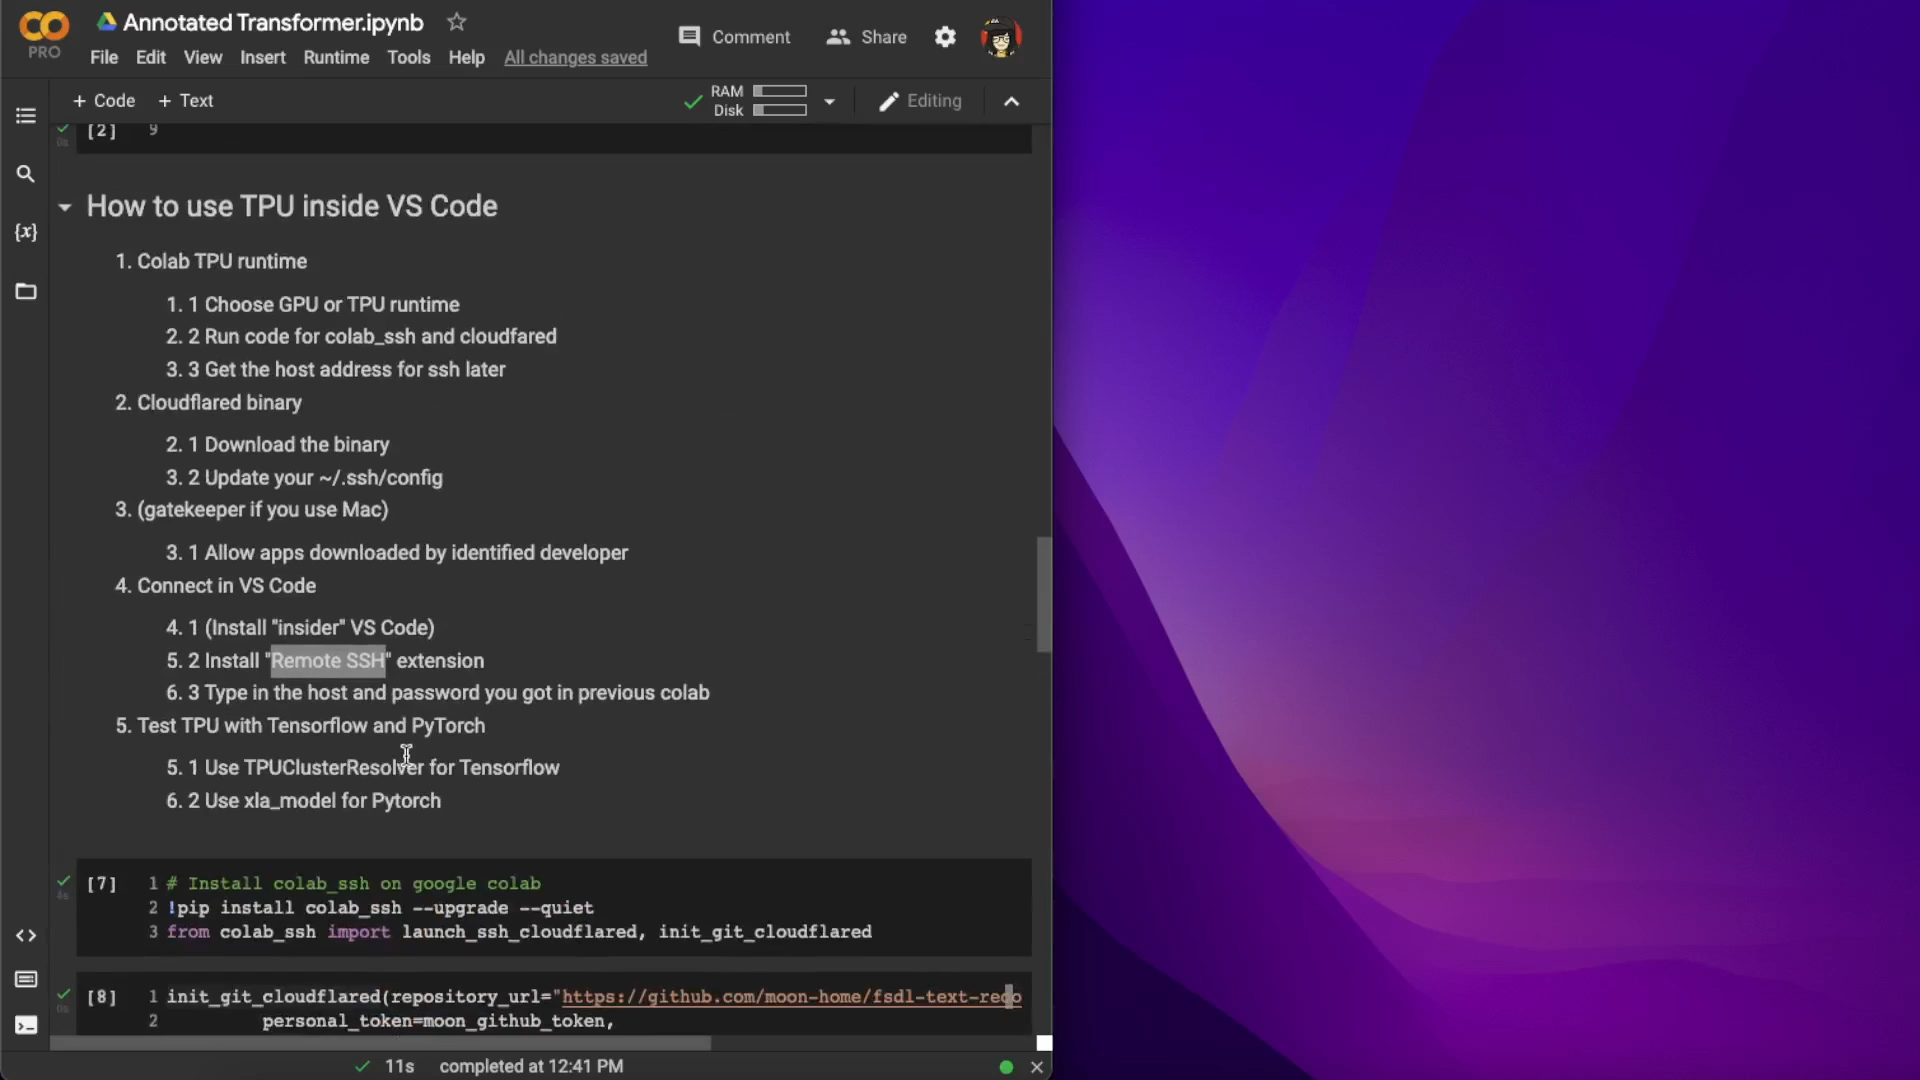 Annotated Transformer.ipynb
PRO
File Edit View Insert Runtime Tools Help All changes saved
Comment Share
+ Code + Text
RAM
Disk
Editing
[2] 9
0s
How to use TPU inside VS Code
1. Colab TPU runtime
1. 1 Choose GPU or TPU runtime
2. 2 Run code for colab_ssh and cloudfared
3. 3 Get the host address for ssh later
2. Cloudflared binary
2. 1 Download the binary
3. 2 Update your ~/.ssh/config
3. (gatekeeper if you use Mac)
3. 1 Allow apps downloaded by identified developer
4. Connect in VS Code
4. 1 (Install "insider" VS Code)
5. 2 Install "Remote SSH" extension
6. 3 Type in the host and password you got in previous colab
5. Test TPU with Tensorflow and PyTorch
5. 1 Use TPUClusterResolver for Tensorflow
6. 2 Use xla_model for Pytorch
[7] 1 # Install colab_ssh on google colab
4s
2 !pip install colab_ssh --upgrade --quiet
3 from colab_ssh import launch_ssh_cloudflared, init_git_cloudflared
[8] 1 init_git_cloudflared(repository_url="https://github.com/moon-home/fsdl-text-reco
0s
2 personal_token=moon_github_token,
11s completed at 12:41 PM